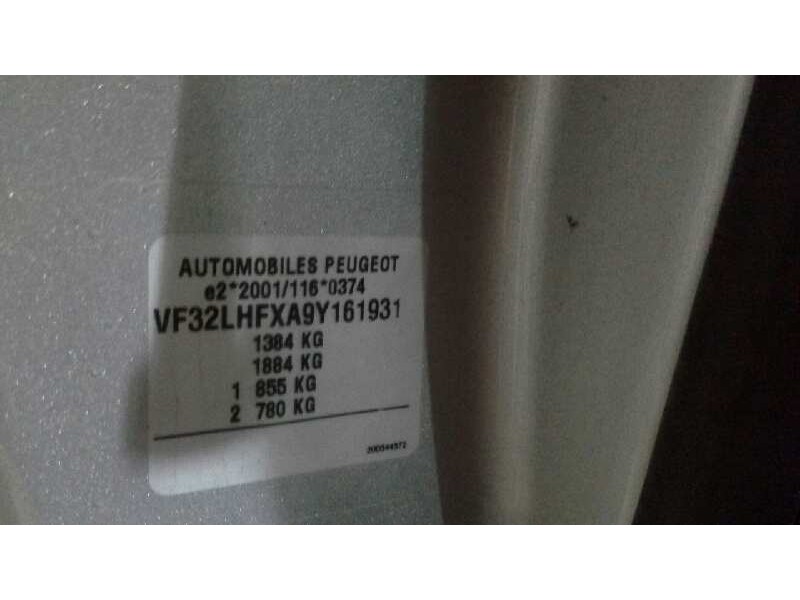 AUTOMOBILES PEUGEOT
e2*2001/116*0374
VF32LHFXA9Y161931
1384 KG
1884 KG
1 855 KG
2 780 KG